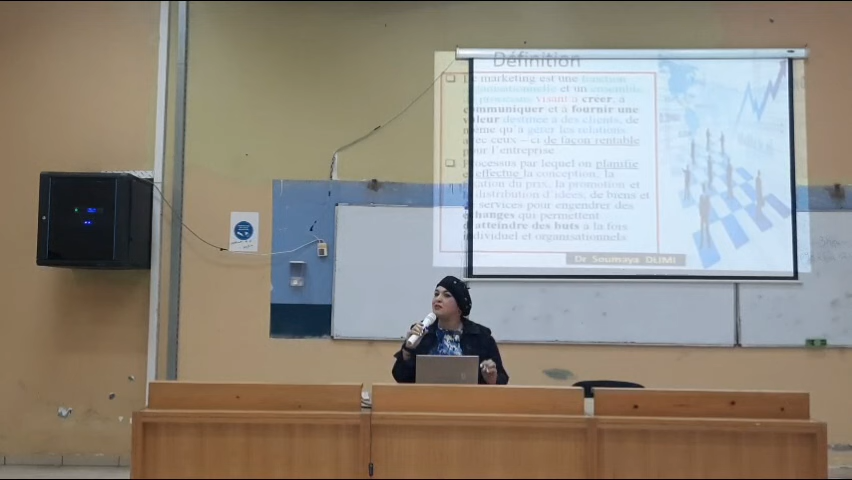 Définition
Le marketing est une fonction
organisationnelle et un ensemble
de processus visant à créer, à
communiquer et à fournir une
valeur destinée à des clients, de
même qu'à gérer les relations
avec ceux – ci de façon rentable
pour l'entreprise
Processus par lequel on planifie
et effectue la conception, la
fixation du prix, la promotion et
la distribution d'idées, de biens et
de services pour engendrer des
échanges qui permettent
d'atteindre des buts à la fois
individuel et organisationnels
Dr Soumaya DLIMI